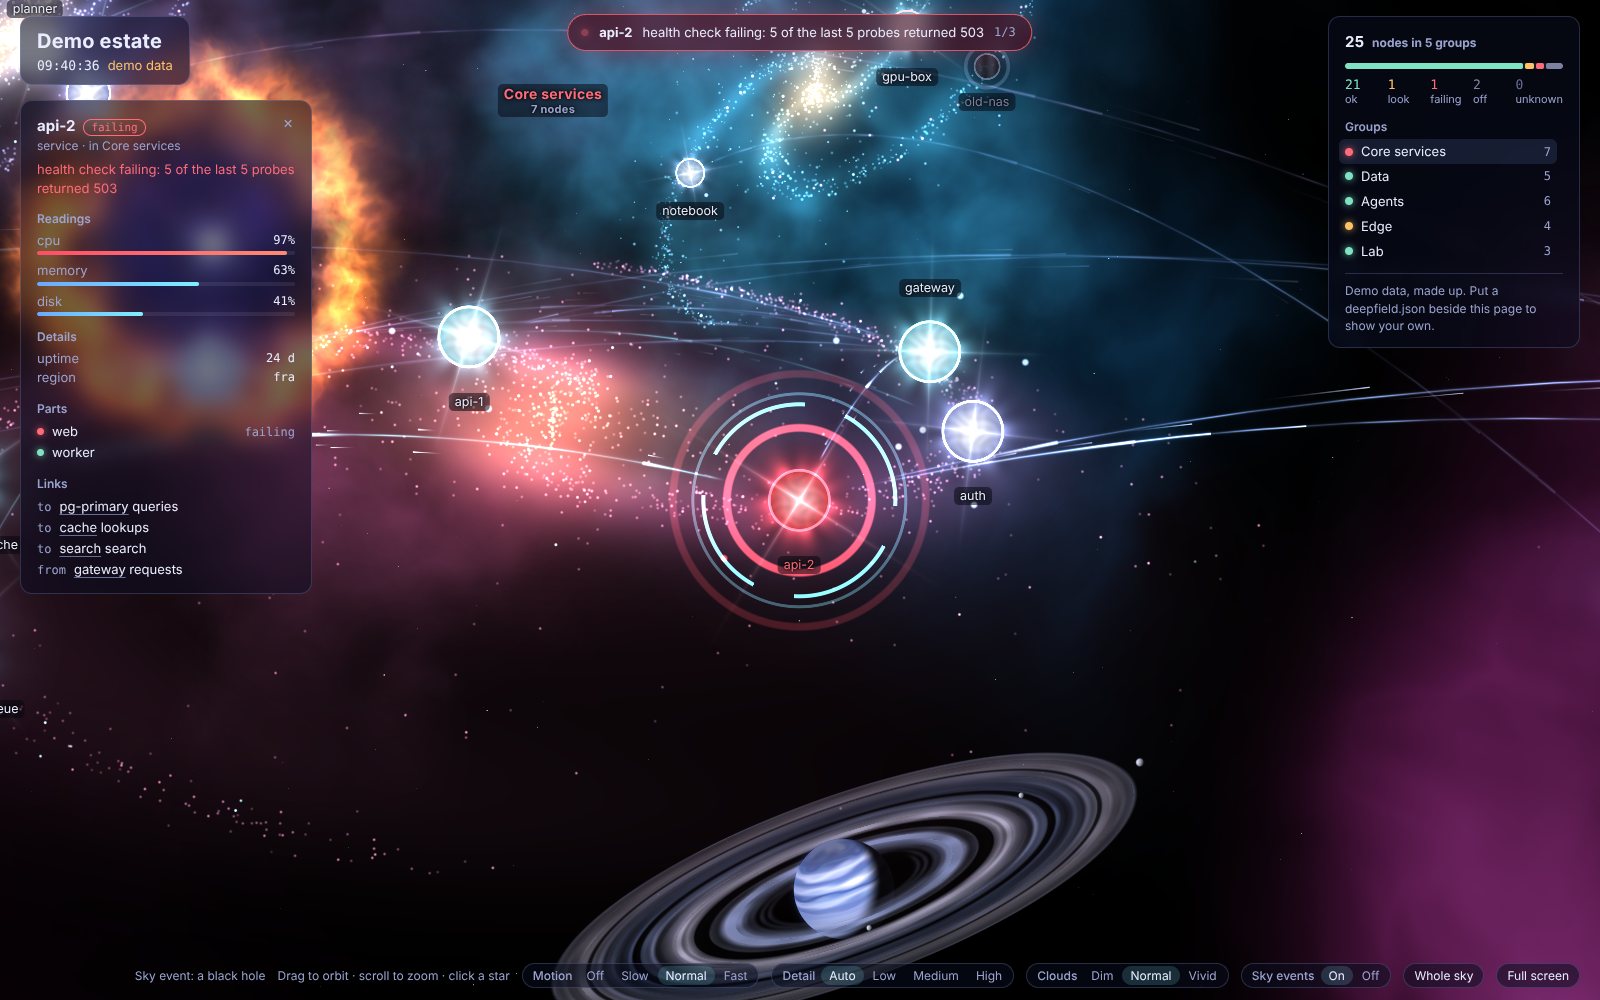 planner
Demo estate
09:40:36 demo data
api-2 failing ×
service · in Core services
health check failing: 5 of the last 5 probes
returned 503
Readings
cpu 97%
memory 63%
disk 41%
Details
uptime 24 d
region fra
Parts
web failing
worker
Links
to pg-primary queries
to cache lookups
to search search
from gateway requests
api-2 health check failing: 5 of the last 5 probes returned 503 1/3
Core services
7 nodes
gpu-box
old-nas
notebook
gateway
api-1
auth
api-2
che
eue
25 nodes in 5 groups
21 1 1 2 0
ok look failing off unknown
Groups
Core services 7
Data 5
Agents 6
Edge 4
Lab 3
Demo data, made up. Put a
deepfield.json beside this page to
show your own.
Sky event: a black hole Drag to orbit · scroll to zoom · click a star Motion Off Slow Normal Fast Detail Auto Low Medium High Clouds Dim Normal Vivid Sky events On Off Whole sky Full screen